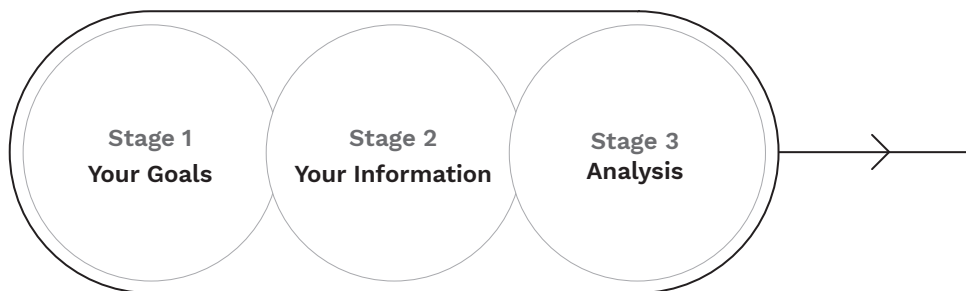 Stage 1
Your Goals
Stage 2
Your Information
Stage 3
Analysis